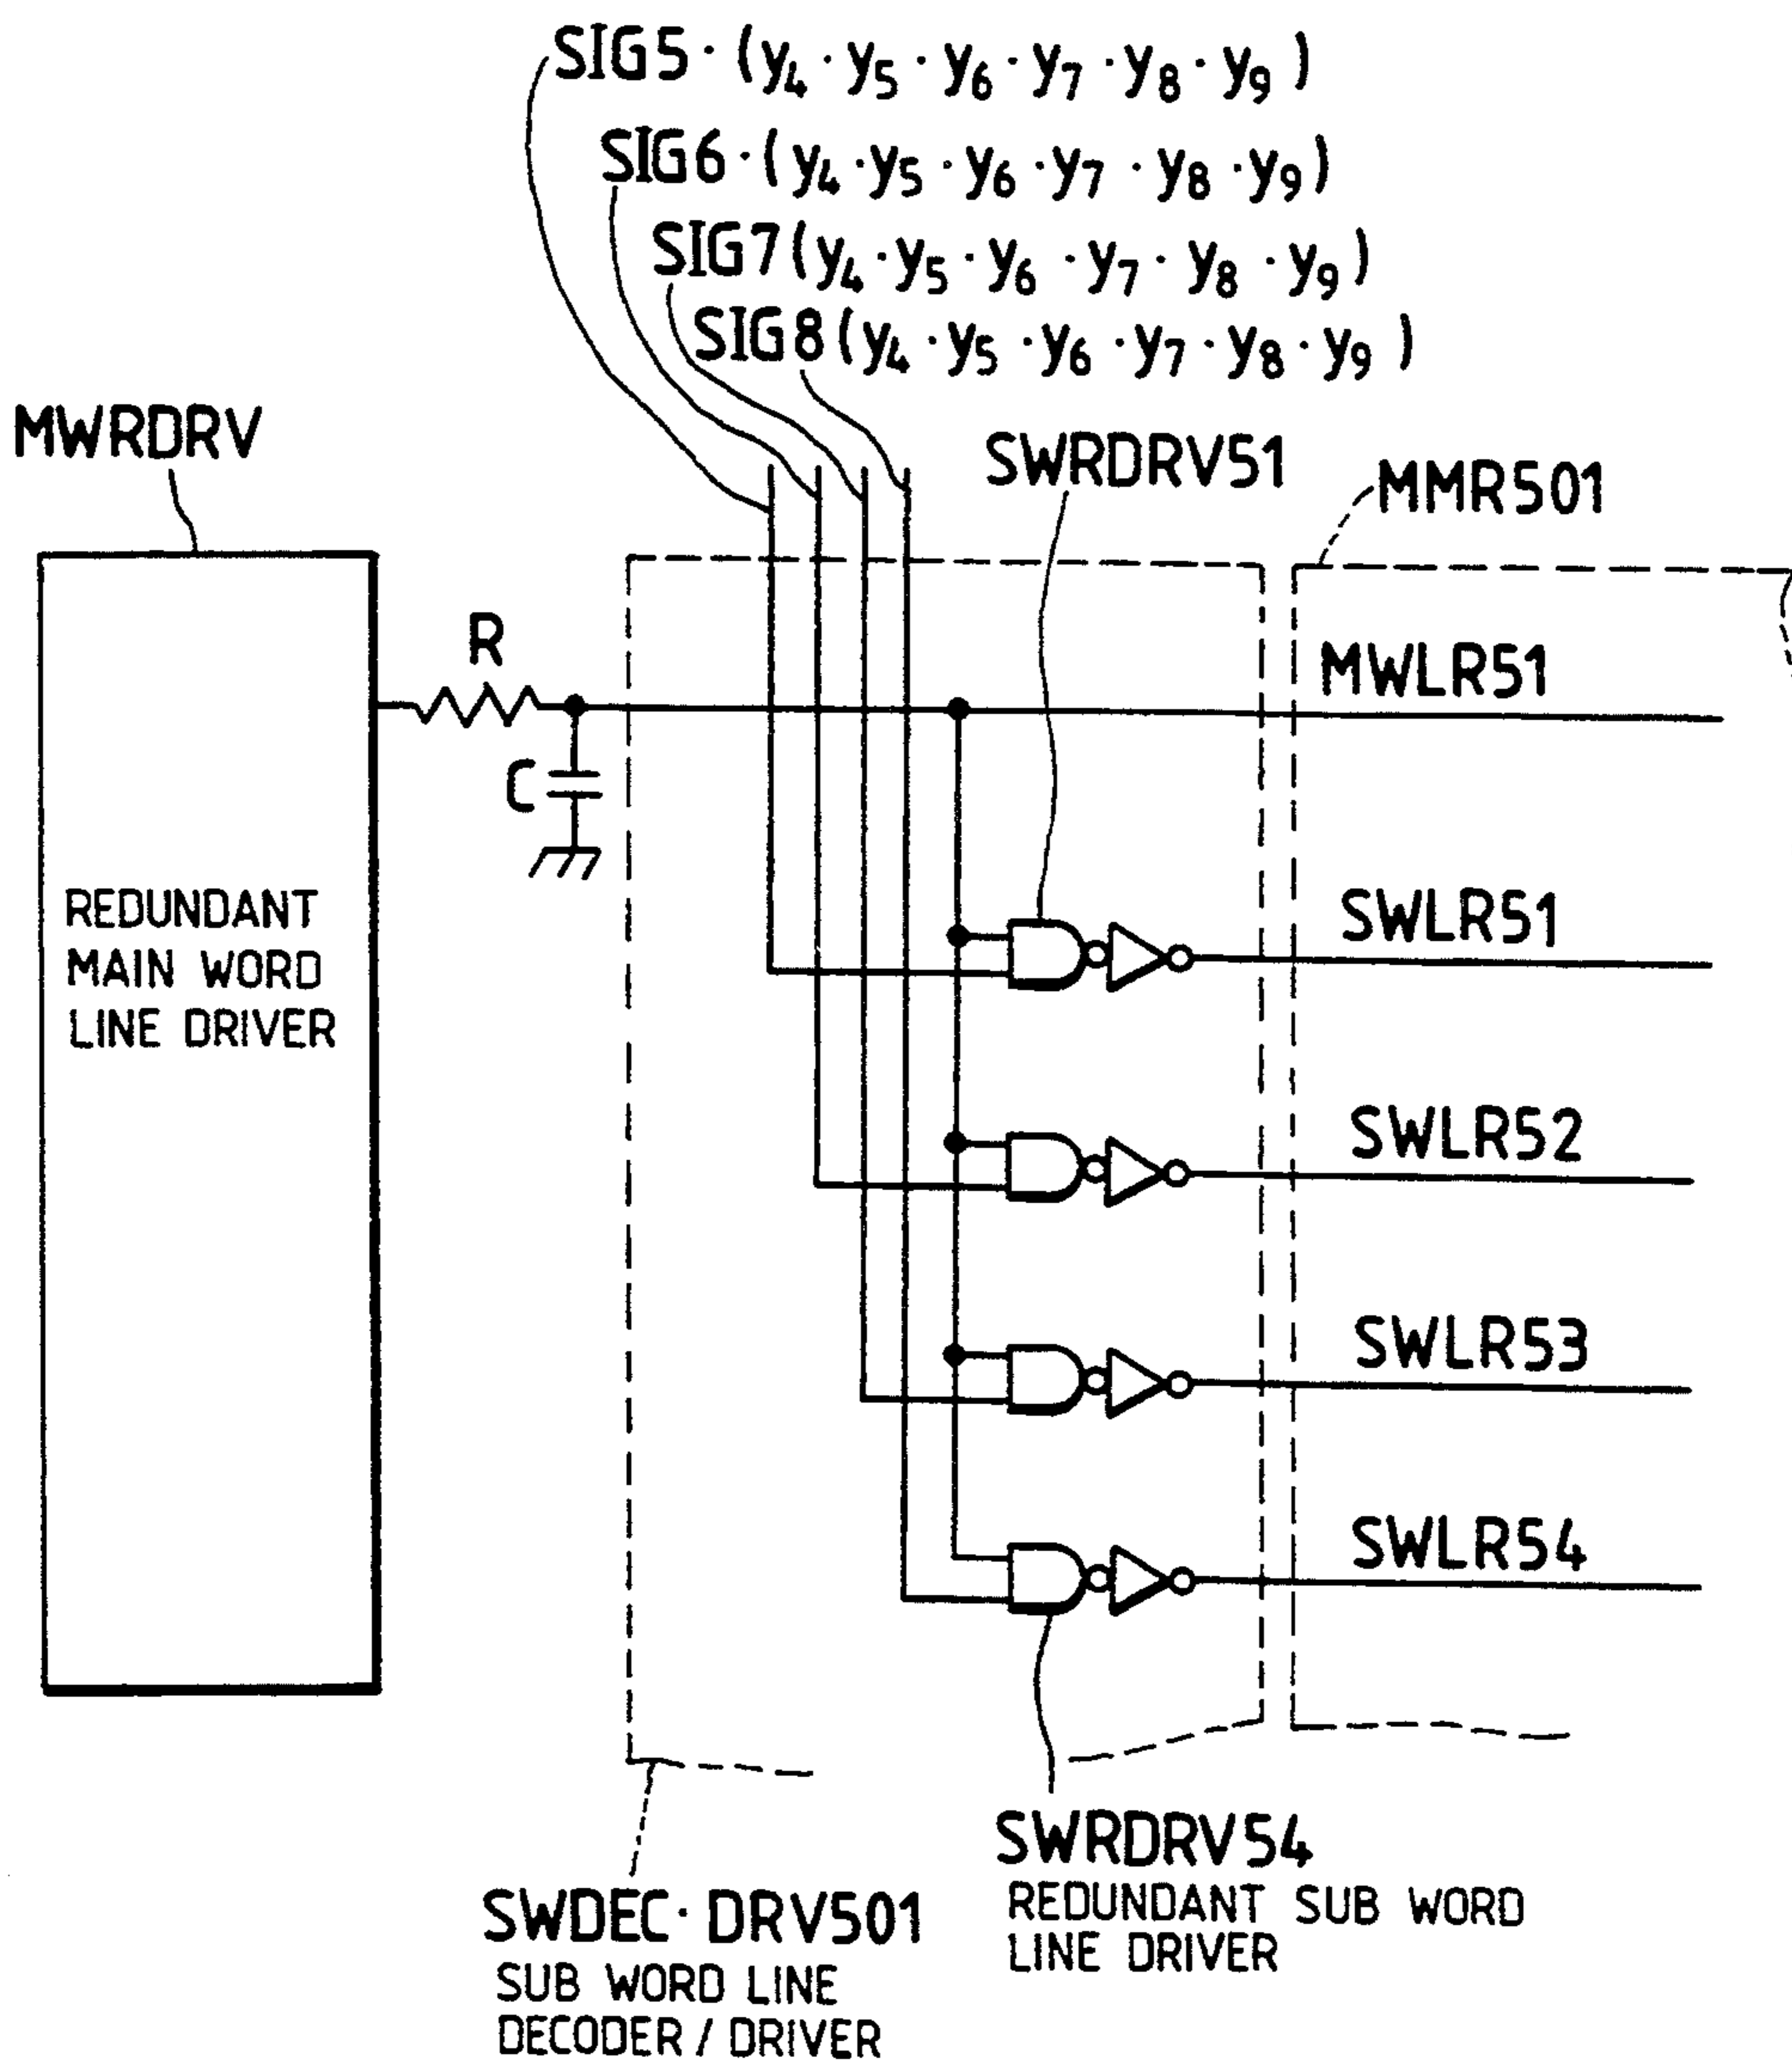 SIG5·(y₄·y₅·y₆·y₇·y₈·y₉)
SIG6·(y₄·y₅·y₆·y₇·y₈·y₉)
SIG7(y₄·y₅·y₆·y₇·y₈·y₉)
SIG8(y₄·y₅·y₆·y₇·y₈·y₉)
MWRDRV
SWRDRV51
MMR501
R
MWLR51
C
REDUNDANT
MAIN WORD
LINE DRIVER
SWLR51
SWLR52
SWLR53
SWLR54
SWRDRV54
REDUNDANT SUB WORD
LINE DRIVER
SWDEC·DRV501
SUB WORD LINE
DECODER / DRIVER